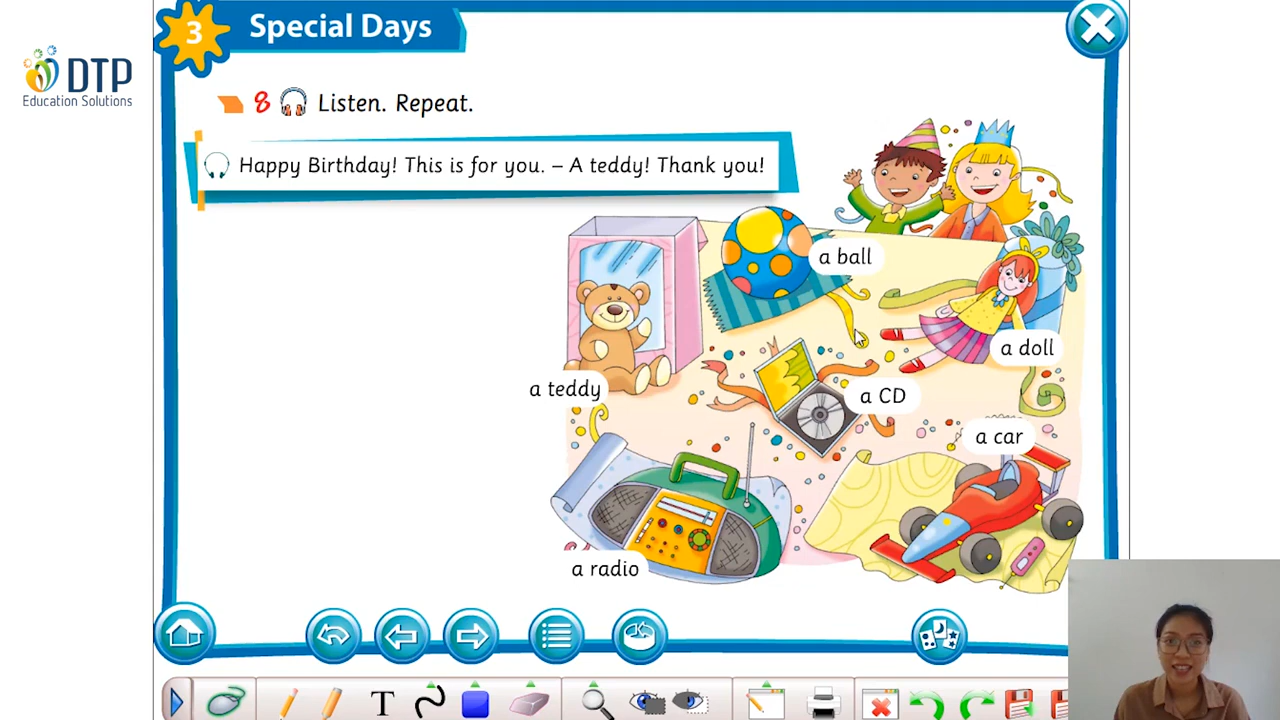 3 Special Days
DTP
Education Solutions
8 Listen. Repeat.
Happy Birthday! This is for you. – A teddy! Thank you!
a ball
a doll
a teddy
a CD
a car
a radio
T